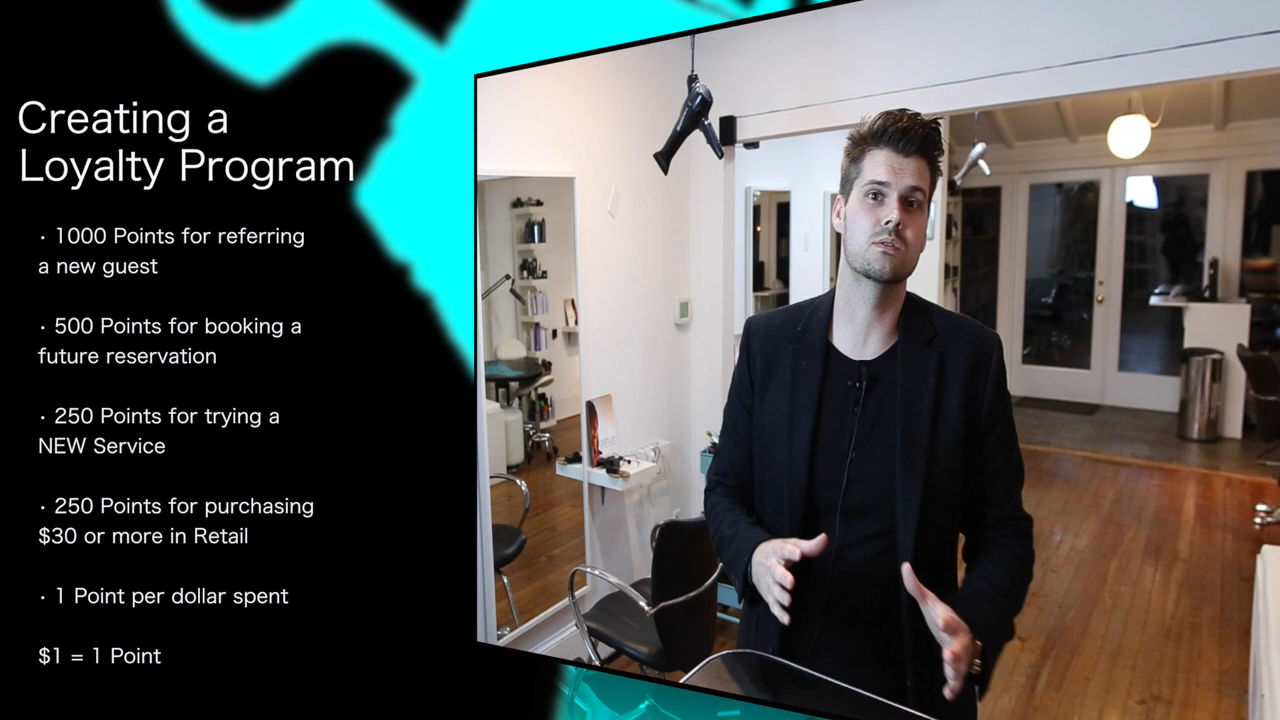 Creating a
Loyalty Program
· 1000 Points for referring
a new guest
· 500 Points for booking a
future reservation
· 250 Points for trying a
NEW Service
· 250 Points for purchasing
$30 or more in Retail
· 1 Point per dollar spent
$1 = 1 Point